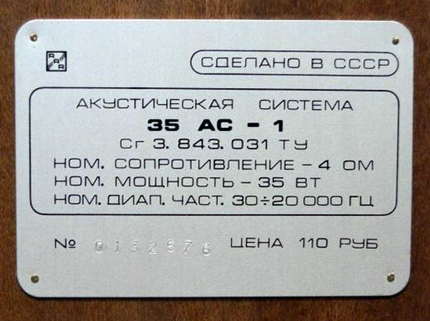 СДЕЛАНО В СССР
АКУСТИЧЕСКАЯ СИСТЕМА
35 АС - 1
Сг 3. 843. 031 ТУ
НОМ. СОПРОТИВЛЕНИЕ - 4 ОМ
НОМ. МОЩНОСТЬ - 35 ВТ
НОМ. ДИАП. ЧАСТ. 30÷20 000 ГЦ
№ 0132876 ЦЕНА 110 РУБ